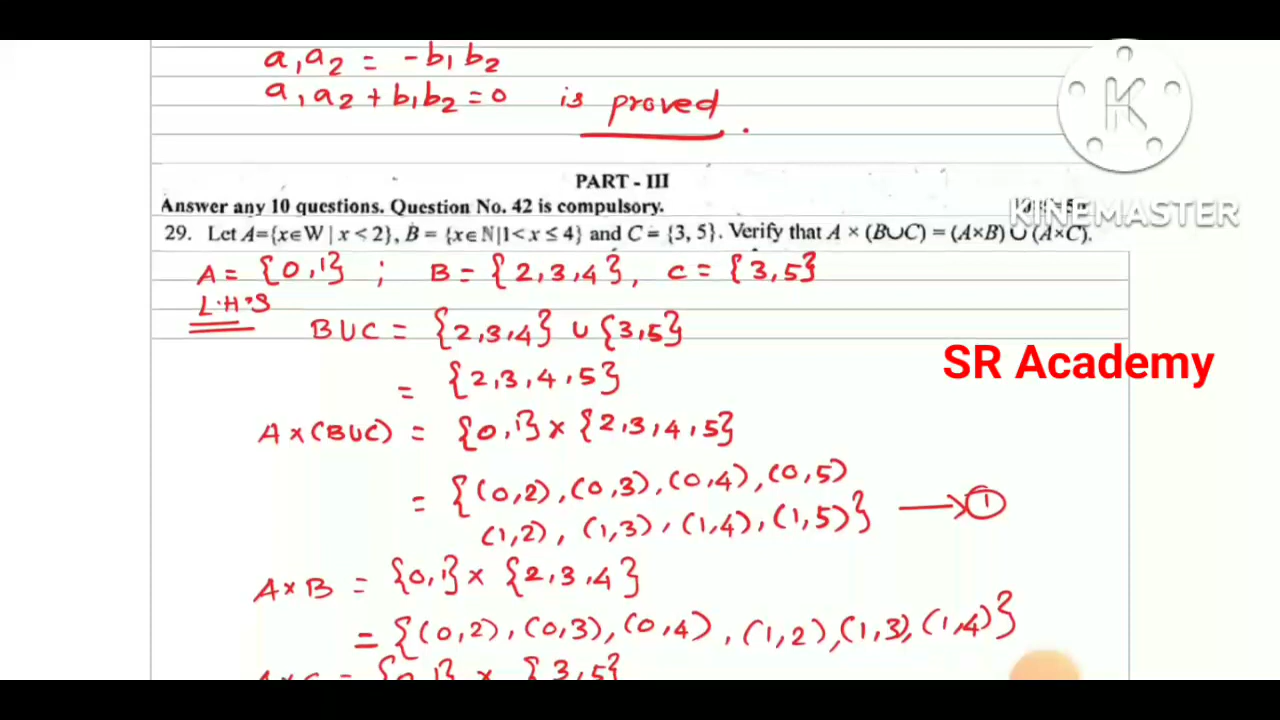 a₁a₂ = -b₁b₂
a₁a₂ + b₁b₂ = 0 is proved.
K
KINEMASTER
PART - III
Answer any 10 questions. Question No. 42 is compulsory.
29. Let A={x∈W | x < 2}, B = {x∈N|1< x ≤ 4} and C = {3, 5}. Verify that A × (B∪C) = (A×B) ∪ (A×C).
A = {0,1} ; B = {2,3,4}, C = {3,5}
L.H.S
B∪C = {2,3,4} ∪ {3,5}
SR Academy
= {2,3,4,5}
A×(B∪C) = {0,1} × {2,3,4,5}
= {(0,2), (0,3), (0,4), (0,5)
(1,2), (1,3), (1,4), (1,5)} → ①
A×B = {0,1} × {2,3,4}
= {(0,2), (0,3), (0,4), (1,2), (1,3), (1,4)}
A×C = {0,1} × {3,5}